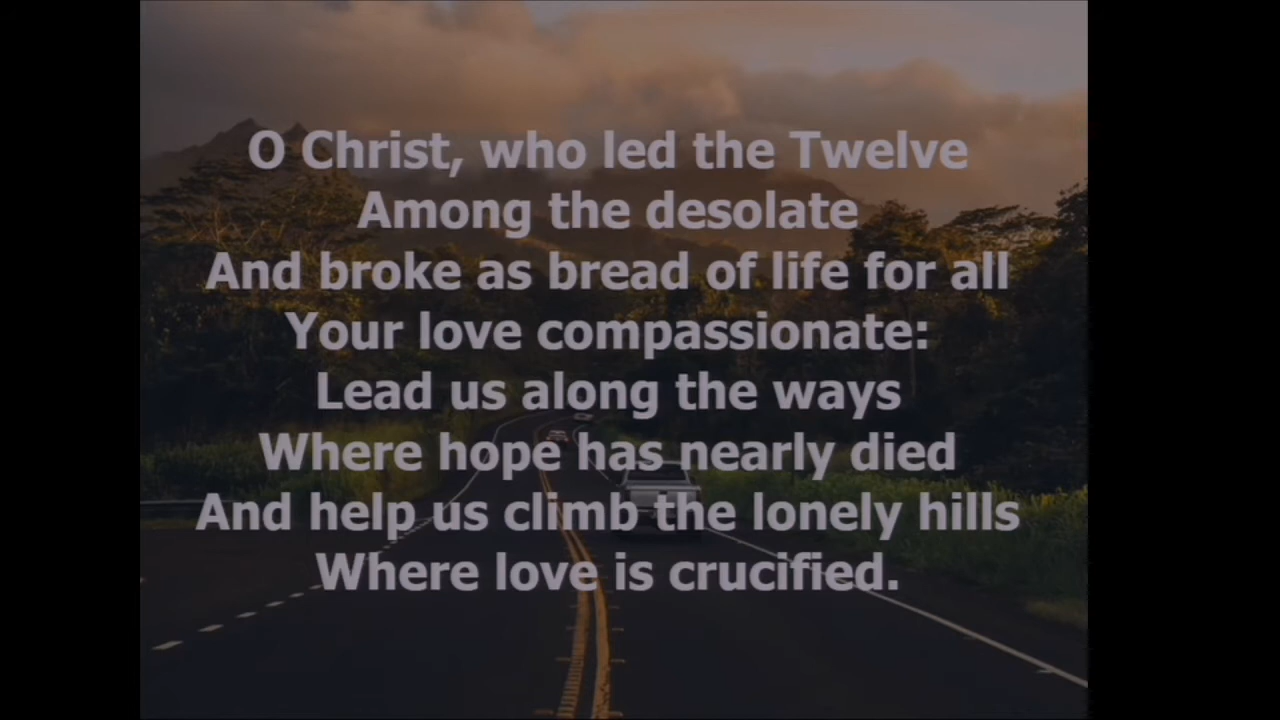 O Christ, who led the Twelve
Among the desolate
And broke as bread of life for all
Your love compassionate:
Lead us along the ways
Where hope has nearly died
And help us climb the lonely hills
Where love is crucified.